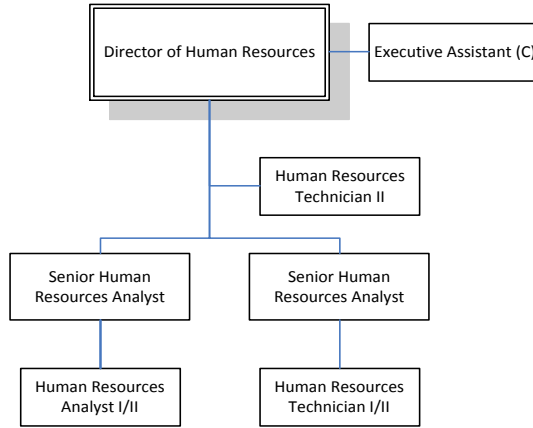 Director of Human Resources
Executive Assistant (C)
Human Resources
Technician II
Senior Human
Resources Analyst
Senior Human
Resources Analyst
Human Resources
Analyst I/II
Human Resources
Technician I/II